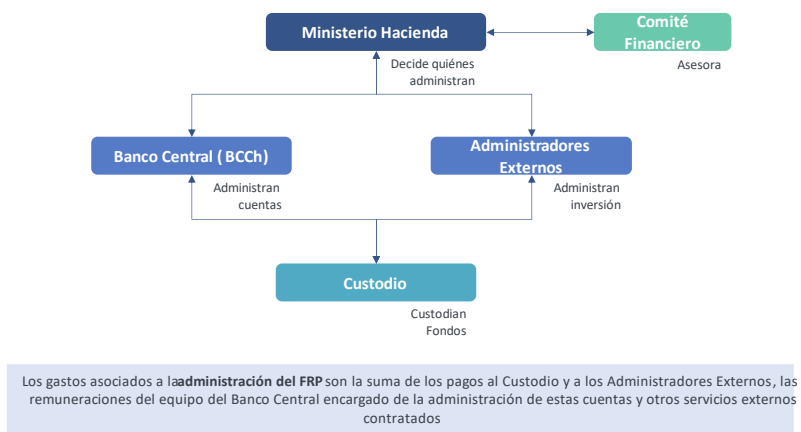 Ministerio Hacienda
Comité
Financiero
Asesora
Decide quiénes
administran
Banco Central ( BCCh)
Administradores
Externos
Administran
cuentas
Administran
inversión
Custodio
Custodian
Fondos
Los gastos asociados a la administración del FRP son la suma de los pagos al Custodio y a los Administradores Externos, las
remuneraciones del equipo del Banco Central encargado de la administración de estas cuentas y otros servicios externos
contratados